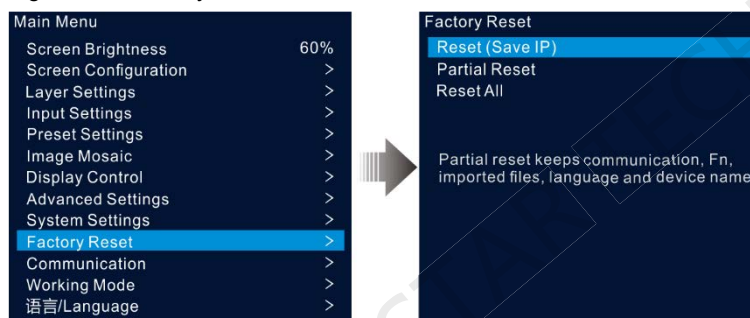 Main Menu
Screen Brightness 60%
Screen Configuration >
Layer Settings >
Input Settings >
Preset Settings >
Image Mosaic >
Display Control >
Advanced Settings >
System Settings >
Factory Reset >
Communication >
Working Mode >
语言/Language >
Factory Reset
Reset (Save IP)
Partial Reset
Reset All
Partial reset keeps communication, Fn,
imported files, language and device name